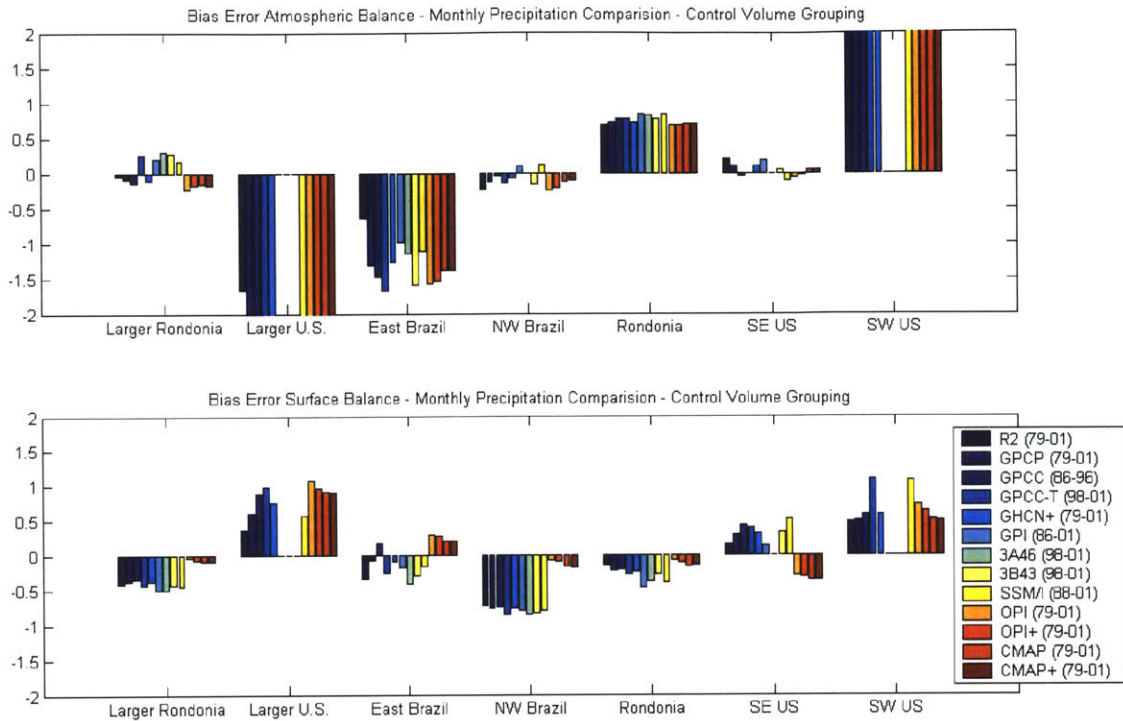 Bias Error Atmospheric Balance - Monthly Precipitation Comparision - Control Volume Grouping
2
1.5
1
0.5
0
-0.5
-1
-1.5
-2
Larger Rondonia Larger U.S. East Brazil NW Brazil Rondonia SE US SW US
Bias Error Surface Balance - Monthly Precipitation Comparision - Control Volume Grouping
2
1.5
1
0.5
0
-0.5
-1
-1.5
-2
Larger Rondonia Larger U.S. East Brazil NW Brazil Rondonia SE US SW US
R2 (79-01)
GPCP (79-01)
GPCC (86-96)
GPCC-T (98-01)
GHCN+ (79-01)
GPI (86-01)
3A46 (98-01)
3B43 (98-01)
SSM/I (88-01)
OPI (79-01)
OPI+ (79-01)
CMAP (79-01)
CMAP+ (79-01)